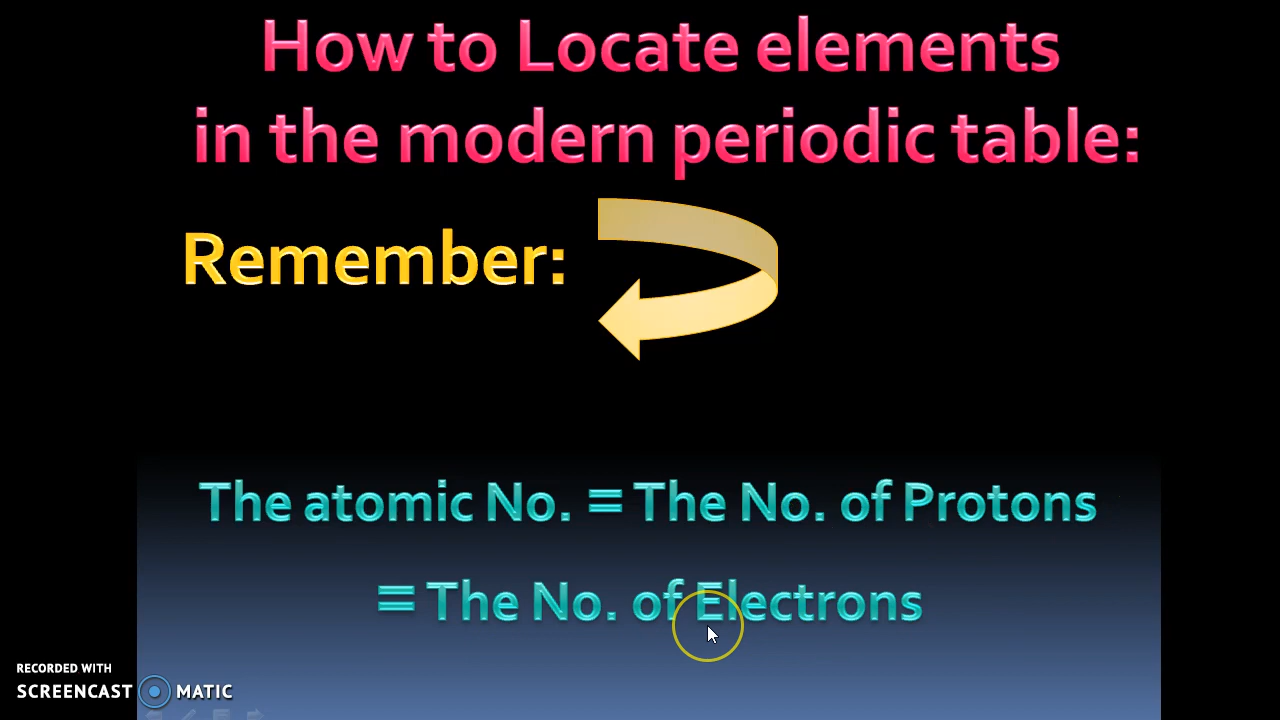 How to Locate elements
in the modern periodic table:
Remember:
The atomic No. ≡ The No. of Protons
≡ The No. of Electrons
RECORDED WITH
SCREENCAST MATIC